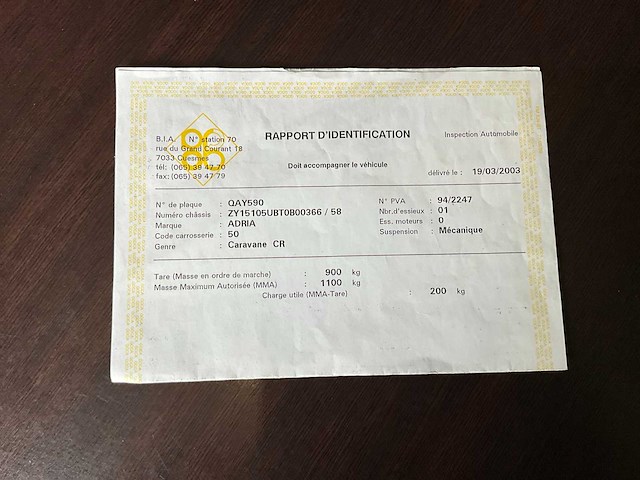 RAPPORT D'IDENTIFICATION
Inspection Automobile
B.I.A. N° station 70
rue du Grand Courant 18
7033 Cuesmes
tél: (065) 39 47 70
fax: (065) 39 47 79
Doit accompagner le véhicule
délivré le : 19/03/2003
N° de plaque : QAY590
Numéro châssis : ZY15105UBT0B00366 / 58
Marque : ADRIA
Code carrosserie : 50
Genre : Caravane CR
N° PVA : 94/2247
Nbr.d'essieux : 01
Ess. moteurs : 0
Suspension : Mécanique
Tare (Masse en ordre de marche) : 900 kg
Masse Maximum Autorisée (MMA) : 1100 kg
Charge utile (MMA-Tare) : 200 kg